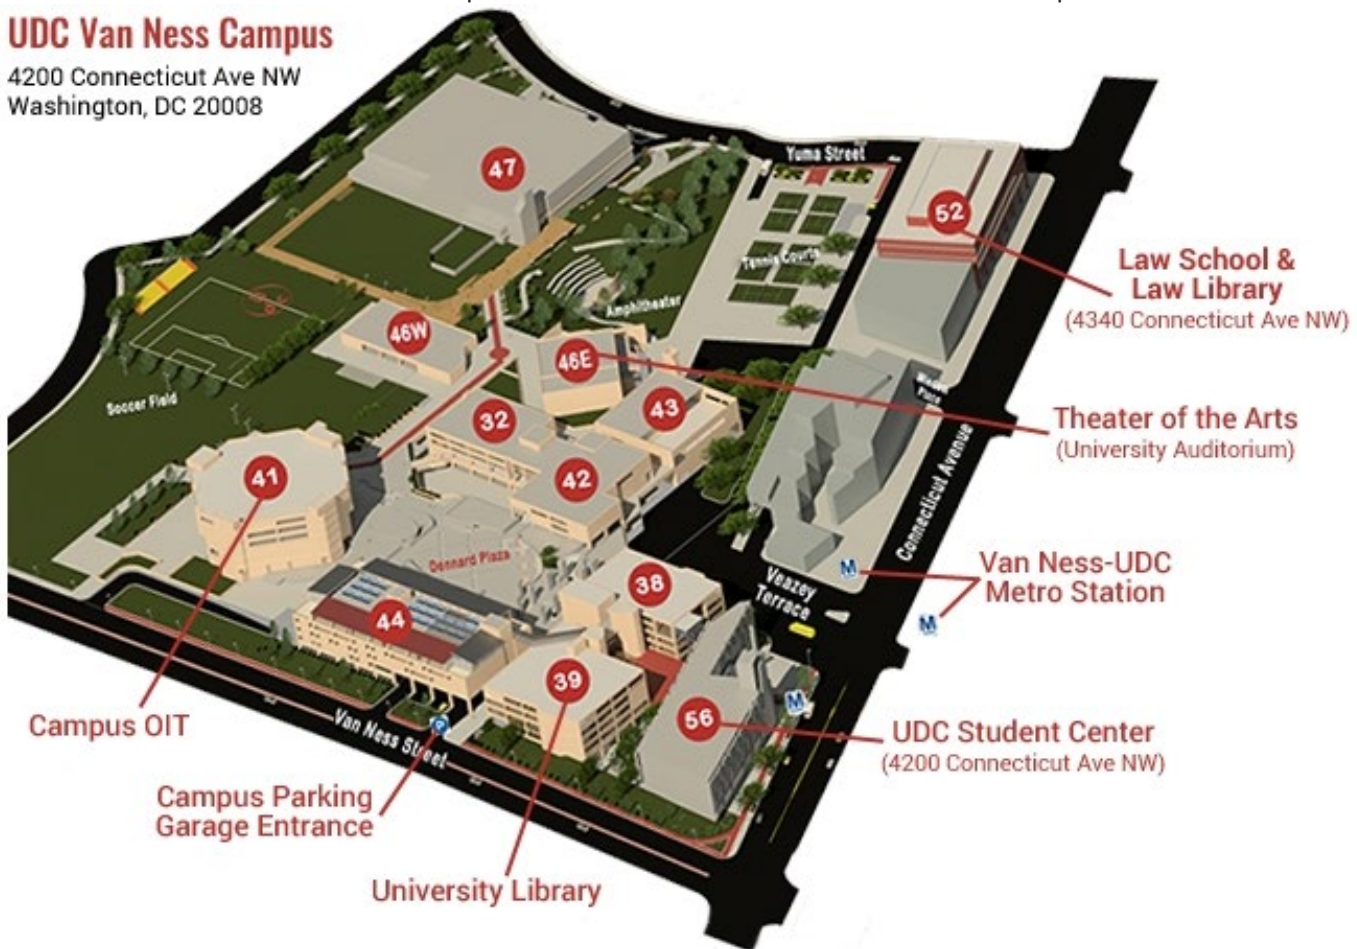 UDC Van Ness Campus
4200 Connecticut Ave NW
Washington, DC 20008
47
Yuma Street
52
Tennis Courts
Law School &
Law Library
(4340 Connecticut Ave NW)
Amphitheater
46W
46E
Soccer Field
32
43
Theater of the Arts
(University Auditorium)
41
42
Connecticut Avenue
Dennard Plaza
38
Veazey
Terrace
M
M
Van Ness-UDC
Metro Station
44
39
56
M
Campus OIT
Van Ness Street
UDC Student Center
(4200 Connecticut Ave NW)
Campus Parking
Garage Entrance
University Library